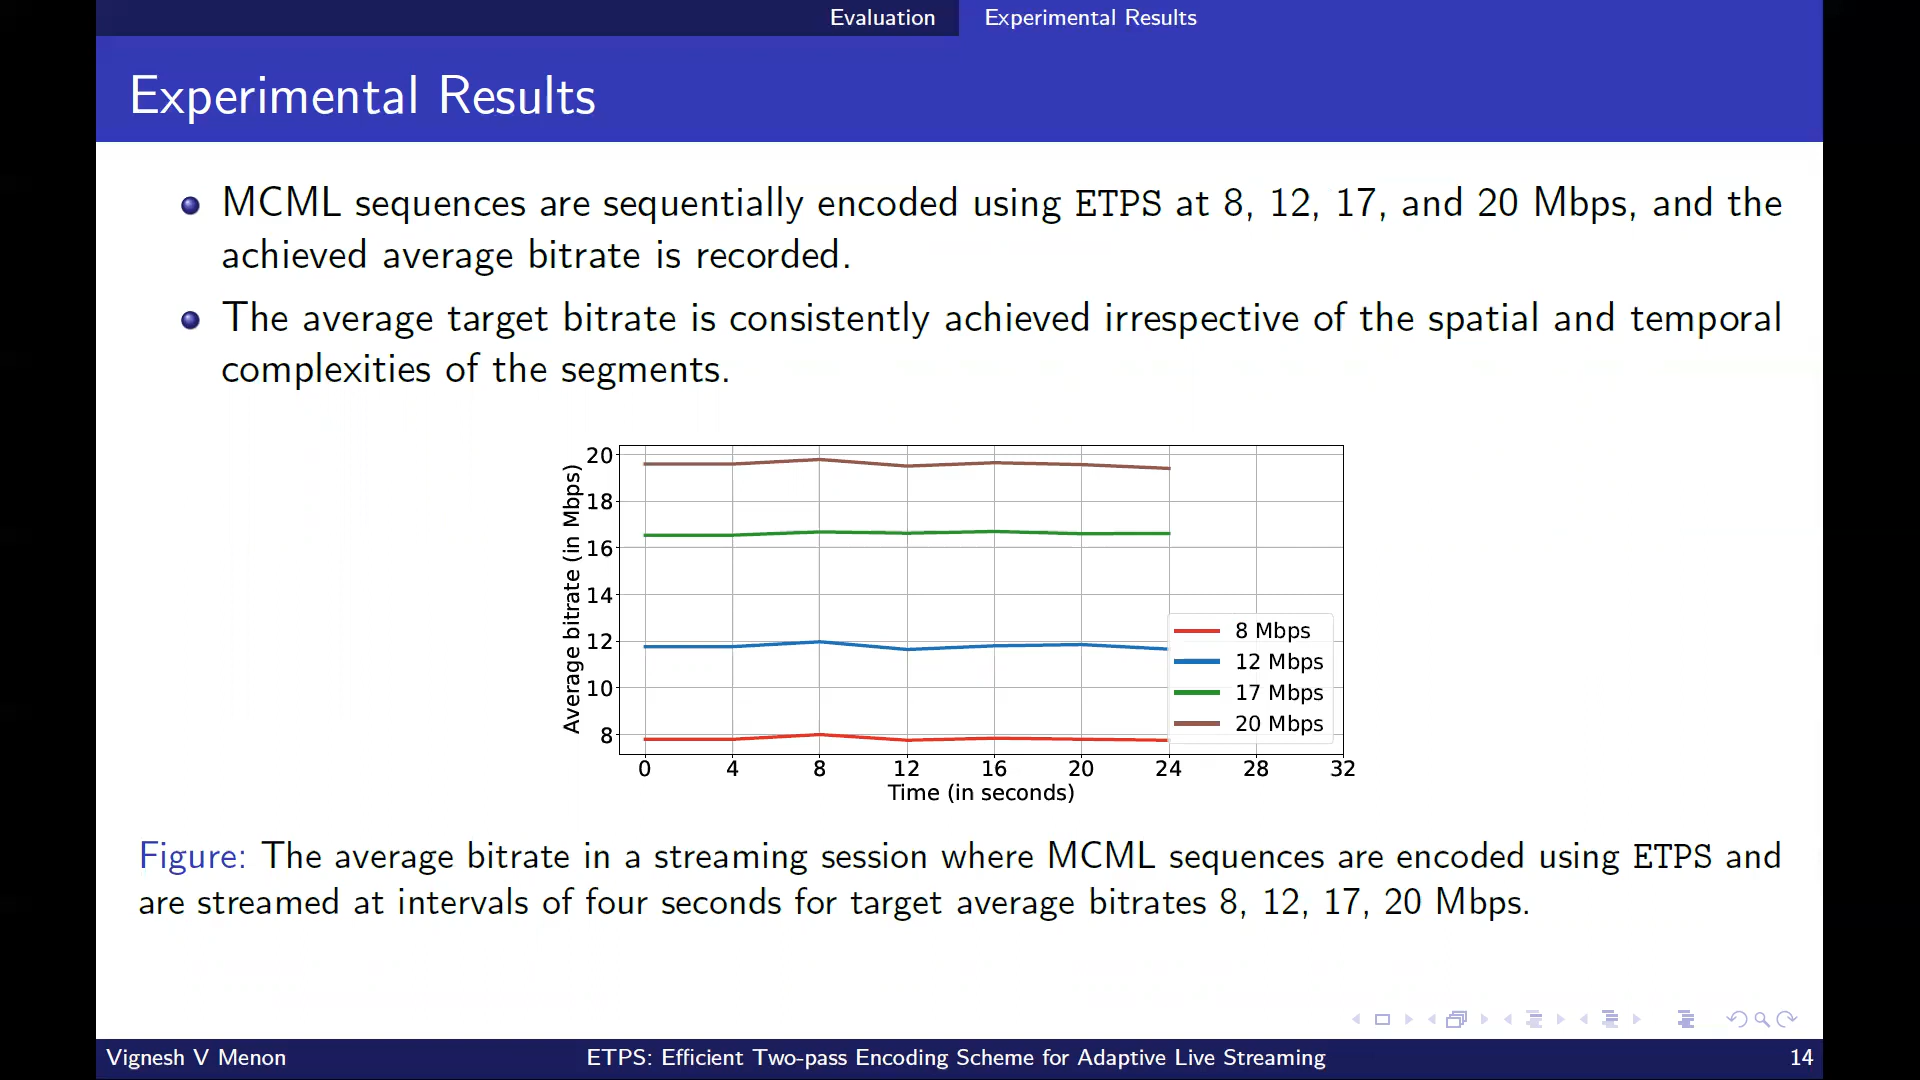 Evaluation Experimental Results
Experimental Results
MCML sequences are sequentially encoded using ETPS at 8, 12, 17, and 20 Mbps, and the
achieved average bitrate is recorded.
The average target bitrate is consistently achieved irrespective of the spatial and temporal
complexities of the segments.
Average bitrate (in Mbps)
20
18
16
14
12
10
8
8 Mbps
12 Mbps
17 Mbps
20 Mbps
0 4 8 12 16 20 24 28 32
Time (in seconds)
Figure: The average bitrate in a streaming session where MCML sequences are encoded using ETPS and
are streamed at intervals of four seconds for target average bitrates 8, 12, 17, 20 Mbps.
Vignesh V Menon ETPS: Efficient Two-pass Encoding Scheme for Adaptive Live Streaming 14